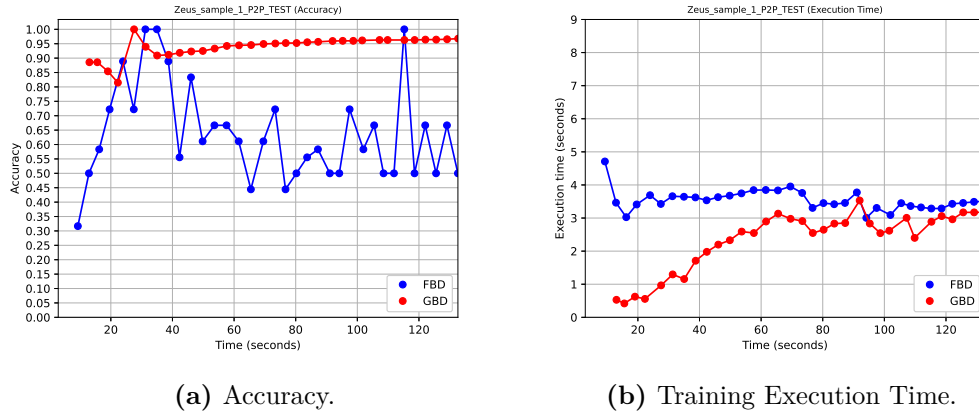 Zeus_sample_1_P2P_TEST (Accuracy)
1.00
0.95
0.90
0.85
0.80
0.75
0.70
0.65
0.60
0.55
0.50
0.45
0.40
0.35
0.30
0.25
0.20
0.15
0.10
0.05
0.00
Accuracy
FBD
GBD
20 40 60 80 100 120
Time (seconds)
(a) Accuracy.
Zeus_sample_1_P2P_TEST (Execution Time)
9
8
7
6
5
4
3
2
1
0
Execution time (seconds)
FBD
GBD
20 40 60 80 100 120
Time (seconds)
(b) Training Execution Time.